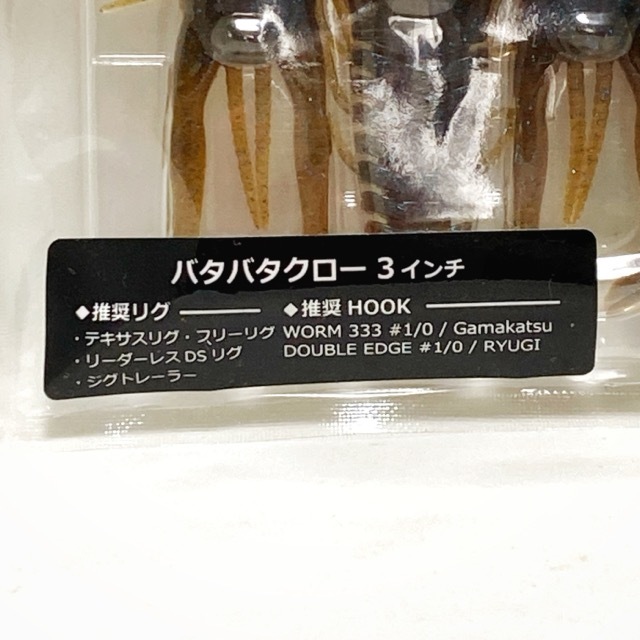 バタバタクロー 3インチ
◆推奨リグ
・テキサスリグ・フリーリグ
・リーダーレスDSリグ
・ジグトレーラー
◆推奨 HOOK
WORM 333 #1/0 / Gamakatsu
DOUBLE EDGE #1/0 / RYUGI